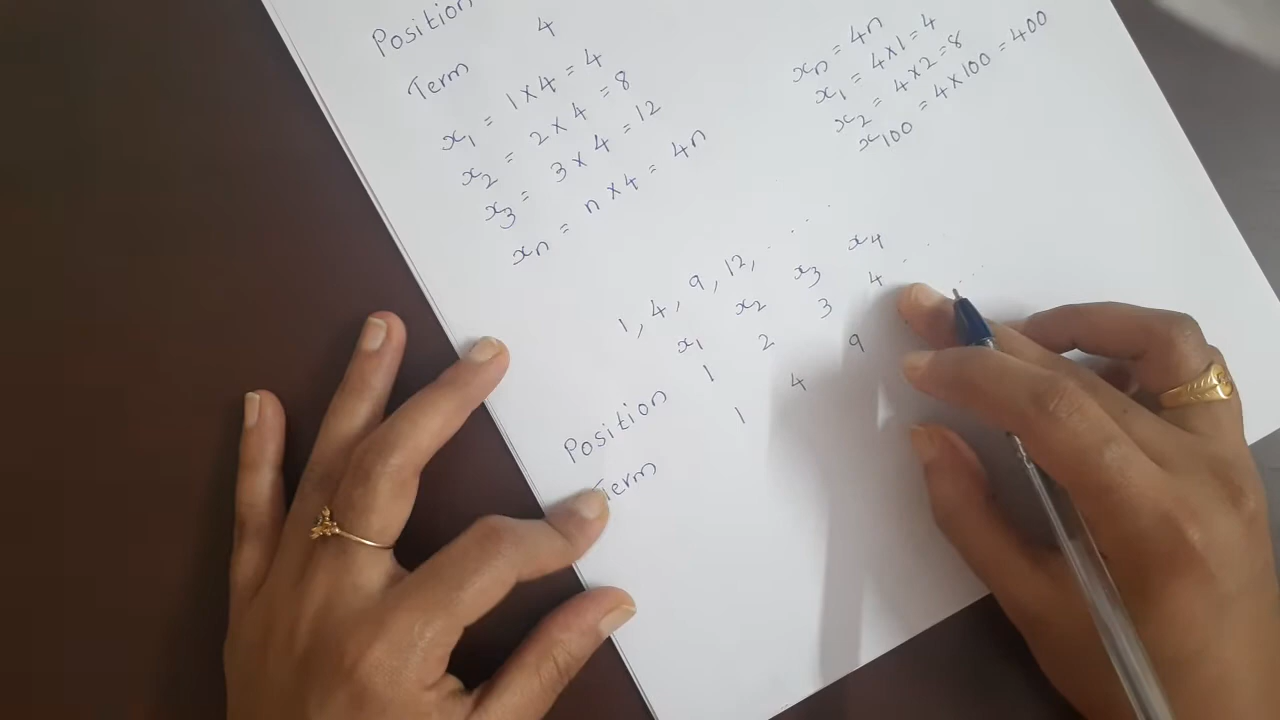 Position
Term 4
x₁ = 1 × 4 = 4
x₂ = 2 × 4 = 8
x₃ = 3 × 4 = 12
xₙ = n × 4 = 4n
xₙ = 4n
x₁ = 4 × 1 = 4
x₂ = 4 × 2 = 8
x₁₀₀ = 4 × 100 = 400
1, 4, 9, 12, . . . .
x₁ x₂ x₃ x₄ . . .
Position 1 2 3 4 . . .
Term 1 4 9